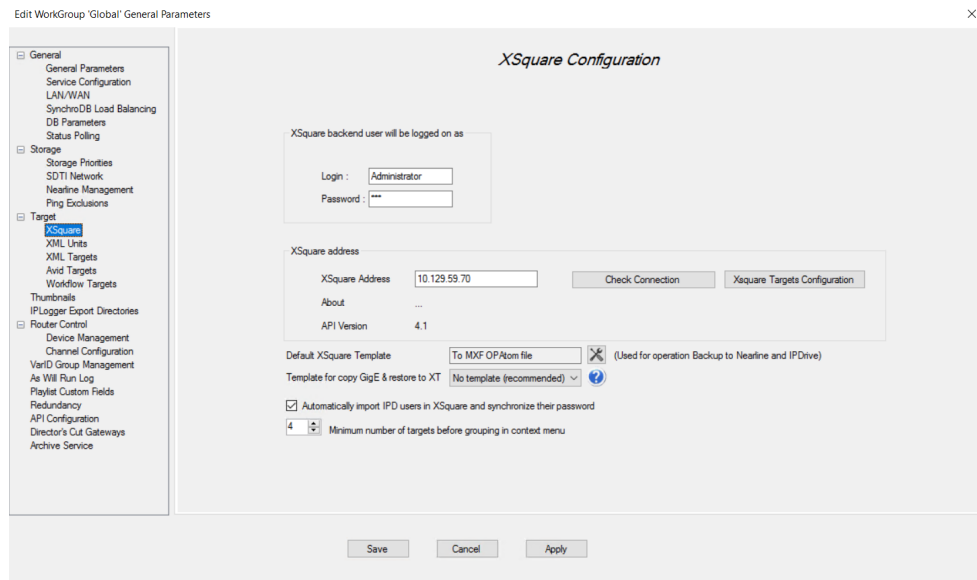 Edit WorkGroup 'Global' General Parameters
General
General Parameters
Service Configuration
LAN/WAN
SynchroDB Load Balancing
DB Parameters
Status Polling
Storage
Storage Priorities
SDTI Network
Nearline Management
Ping Exclusions
Target
XSquare
XML Units
XML Targets
Avid Targets
Workflow Targets
Thumbnails
IPLogger Export Directories
Router Control
Device Management
Channel Configuration
VarID Group Management
As Will Run Log
Playlist Custom Fields
Redundancy
API Configuration
Director's Cut Gateways
Archive Service
XSquare Configuration
XSquare backend user will be logged on as
Login : Administrator
Password : ***
XSquare address
XSquare Address 10.129.59.70 Check Connection Xsquare Targets Configuration
About ...
API Version 4.1
Default XSquare Template To MXF OPAtom file (Used for operation Backup to Nearline and IPDrive)
Template for copy GigE & restore to XT No template (recommended) ?
Automatically import IPD users in XSquare and synchronize their password
4 Minimum number of targets before grouping in context menu
Save Cancel Apply